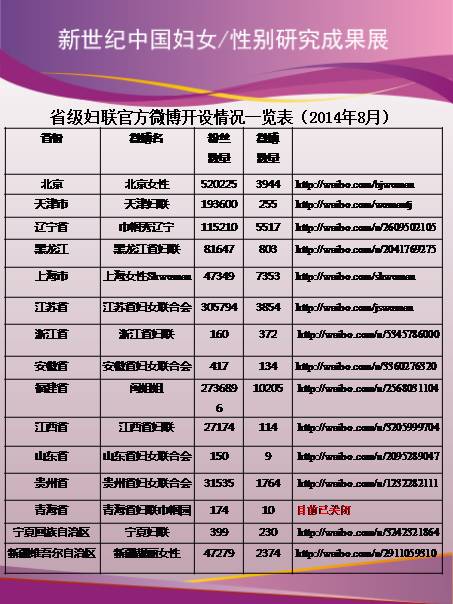 新世纪中国妇女/性别研究成果展
省级妇联官方微博开设情况一览表（2014年8月）
省份 微博名 粉丝数量 微博数量
北京 北京女性 520225 3944 http://weibo.com/bjwoman
天津市 天津妇联 193600 255 http://weibo.com/womentj
辽宁省 巾帼秀辽宁 115210 5517 http://weibo.com/u/2609502105
黑龙江 黑龙江省妇联 81647 803 http://weibo.com/u/2041769275
上海市 上海女性Shwomen 47349 7353 http://weibo.com/shwomen
江苏省 江苏省妇女联合会 305794 3854 http://weibo.com/jswomen
浙江省 浙江省妇联 160 372 http://weibo.com/u/5345786000
安徽省 安徽省妇女联合会 417 134 http://weibo.com/u/5360276320
福建省 闽姐姐 2736896 10205 http://weibo.com/u/2568031104
江西省 江西省妇联 27174 114 http://weibo.com/u/3205999704
山东省 山东省妇女联合会 150 9 http://weibo.com/u/2095289047
贵州省 贵州省妇女联合会 31535 1764 http://weibo.com/u/1232282111
青海省 青海省妇联巾帼园 174 10 目前已关闭
宁夏回族自治区 宁夏妇联 399 230 http://weibo.com/u/3242321864
新疆维吾尔自治区 新疆靓丽女性 47279 2374 http://weibo.com/u/2911059310